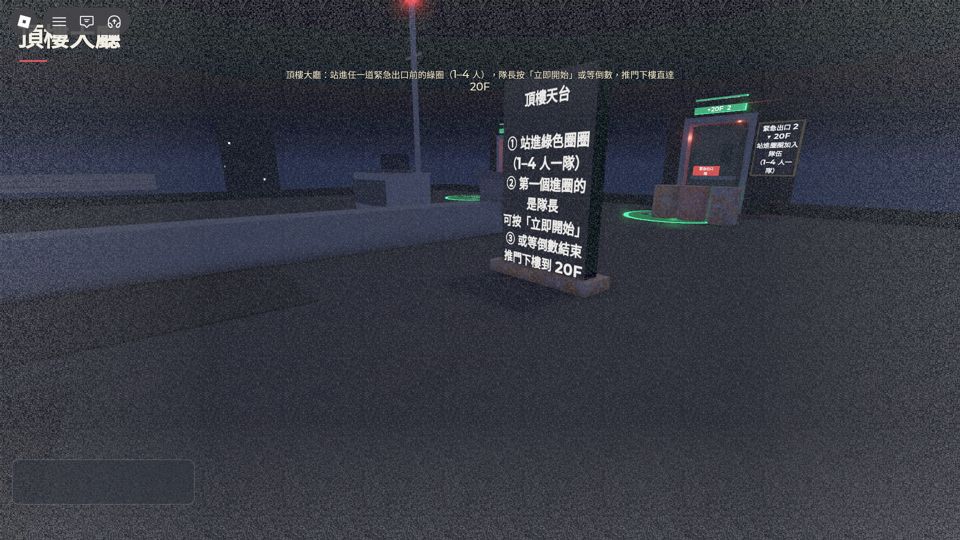 頂樓大廳
頂樓大廳：站進任一道緊急出口前的綠圈（1–4 人），隊長按「立即開始」或等倒數，推門下樓直達
20F
頂樓天台
① 站進綠色圈圈
（1–4 人一隊）
② 第一個進圈的
是隊長
可按「立即開始」
③ 或等倒數結束
推門下樓到 20F
緊急出口 2
▼ 20F
站進圈圈加入
隊伍
（1–4 人一
隊）